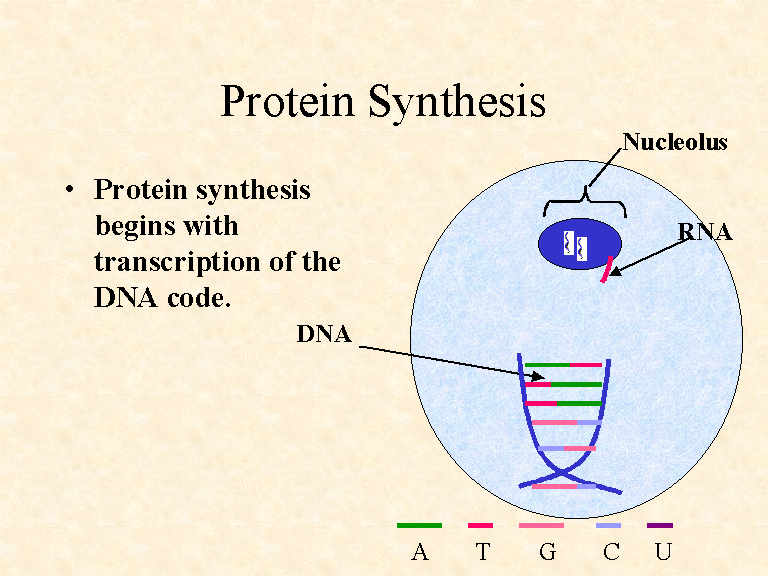 Protein Synthesis
Nucleolus
• Protein synthesis
begins with
transcription of the
DNA code.
RNA
DNA
A T G C U